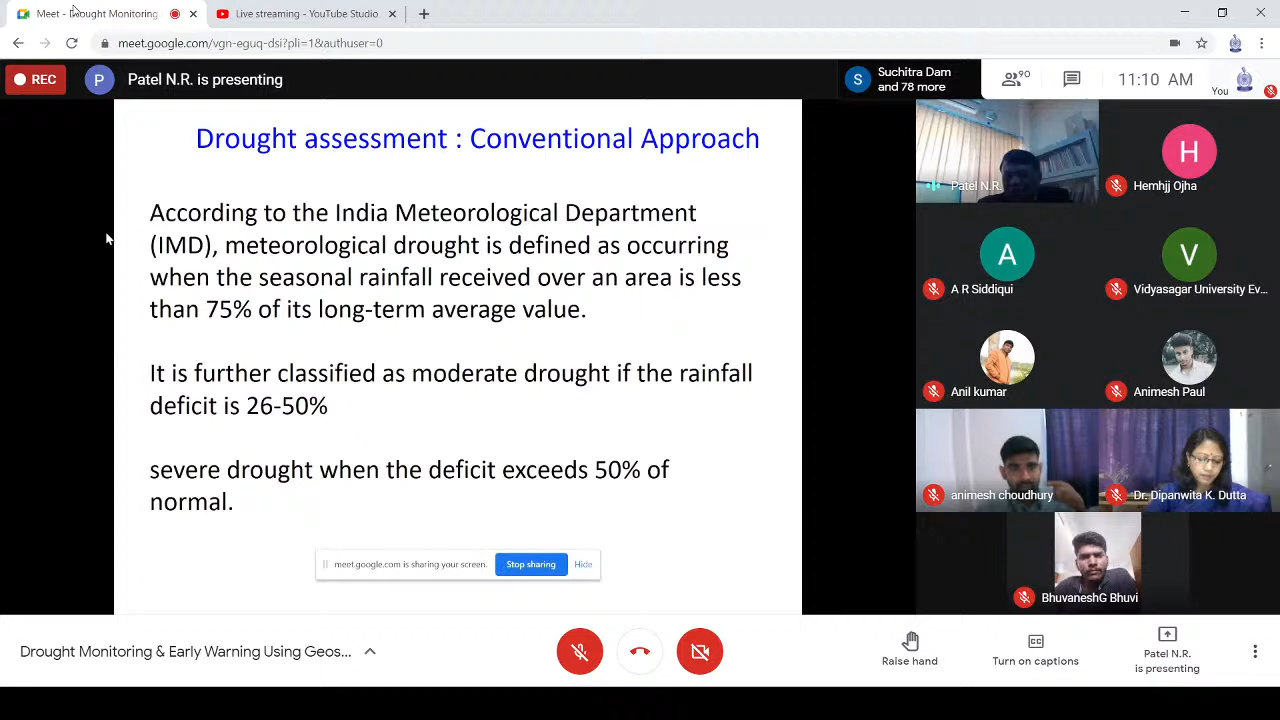 Meet - Drought Monitoring
Live streaming - YouTube Studio
meet.google.com/vgn-eguq-dsi?pli=1&authuser=0
REC
P
Patel N.R. is presenting
S
Suchitra Dam
and 78 more
90
11:10 AM
You
Drought assessment : Conventional Approach
According to the India Meteorological Department
(IMD), meteorological drought is defined as occurring
when the seasonal rainfall received over an area is less
than 75% of its long-term average value.
It is further classified as moderate drought if the rainfall
deficit is 26-50%
severe drought when the deficit exceeds 50% of
normal.
meet.google.com is sharing your screen.
Stop sharing
Hide
Patel N.R.
H
Hemhjj Ojha
A
A R Siddiqui
V
Vidyasagar University Ev...
Anil kumar
Animesh Paul
animesh choudhury
Dr. Dipanwita K. Dutta
BhuvaneshG Bhuvi
Drought Monitoring & Early Warning Using Geos...
Raise hand
Turn on captions
Patel N.R.
is presenting